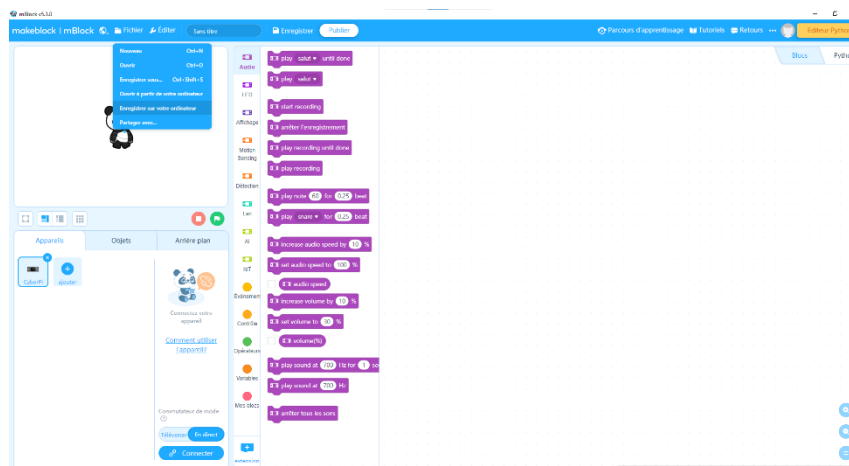 mBlock v5.3.0
makeblock | mBlock Fichier Éditer Sans titre Enregistrer Publier Parcours d'apprentissage Tutoriels Retours Editeur Python
Nouveau Ctrl+N
Ouvrir Ctrl+O
Enregistrer sous... Ctrl+Shift+S
Ouvrir à partir de votre ordinateur
Enregistrer sur votre ordinateur
Partager avec...
Appareils Objets Arrière plan
CyberPi
ajouter
Connectez votre
appareil
Comment utiliser
l'appareil?
Commutateur de mode
Téléverser En direct
Connecter
Audio
LED
Affichage
Motion
Sensing
Détection
Lan
AI
IoT
Événement
Contrôle
Opérateurs
Variables
Mes blocs
extension
play salut until done
play salut
start recording
arrêter l'enregistrement
play recording until done
play recording
play note 60 for 0.25 beat
play snare for 0.25 beat
increase audio speed by 10 %
set audio speed to 100 %
audio speed
increase volume by 10 %
set volume to 30 %
volume(%)
play sound at 700 Hz for 1 se
play sound at 700 Hz
arrêter tous les sons
Blocs Pytho